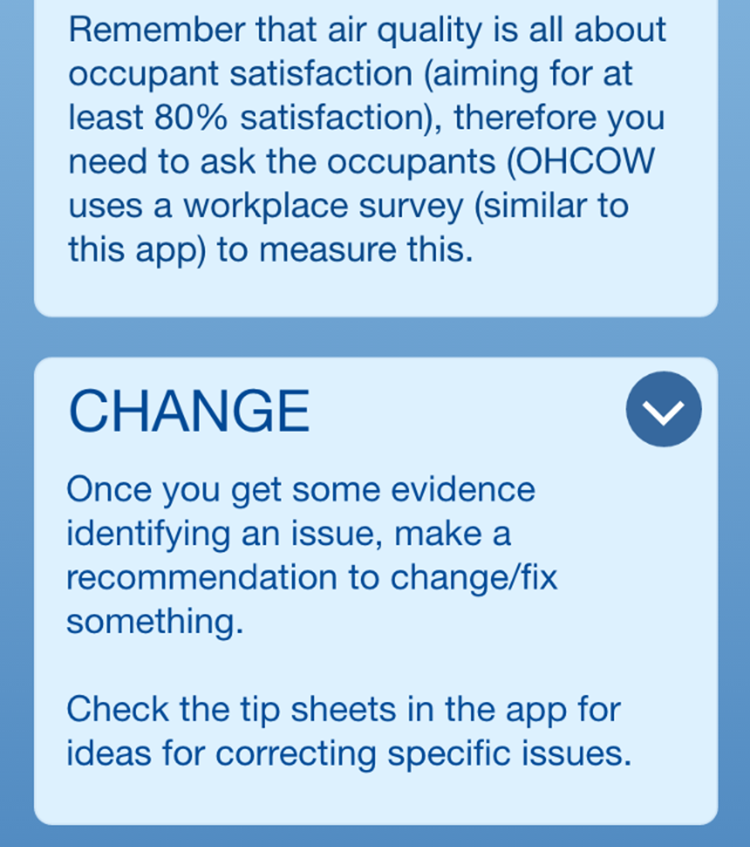 Remember that air quality is all about
occupant satisfaction (aiming for at
least 80% satisfaction), therefore you
need to ask the occupants (OHCOW
uses a workplace survey (similar to
this app) to measure this.
CHANGE
Once you get some evidence
identifying an issue, make a
recommendation to change/fix
something.
Check the tip sheets in the app for
ideas for correcting specific issues.